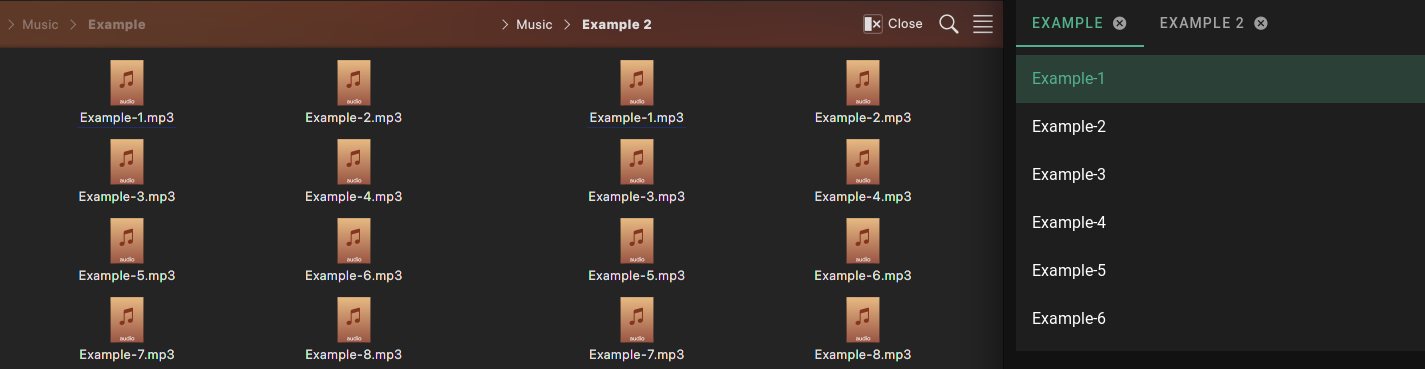 Music Example
Music Example 2
Close
audio audio audio audio
Example-1.mp3 Example-2.mp3 Example-1.mp3 Example-2.mp3
audio audio audio audio
Example-3.mp3 Example-4.mp3 Example-3.mp3 Example-4.mp3
audio audio audio audio
Example-5.mp3 Example-6.mp3 Example-5.mp3 Example-6.mp3
audio audio audio audio
Example-7.mp3 Example-8.mp3 Example-7.mp3 Example-8.mp3
EXAMPLE EXAMPLE 2
Example-1
Example-2
Example-3
Example-4
Example-5
Example-6